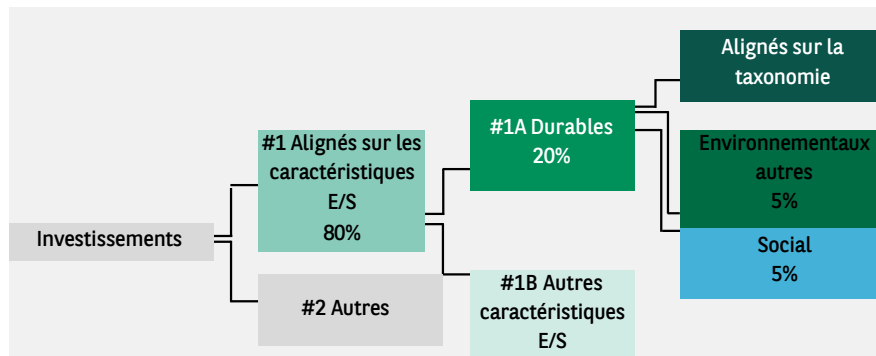 Investissements
#1 Alignés sur les
caractéristiques
E/S
80%
#2 Autres
#1A Durables
20%
#1B Autres
caractéristiques
E/S
Alignés sur la
taxonomie
Environnementaux
autres
5%
Social
5%